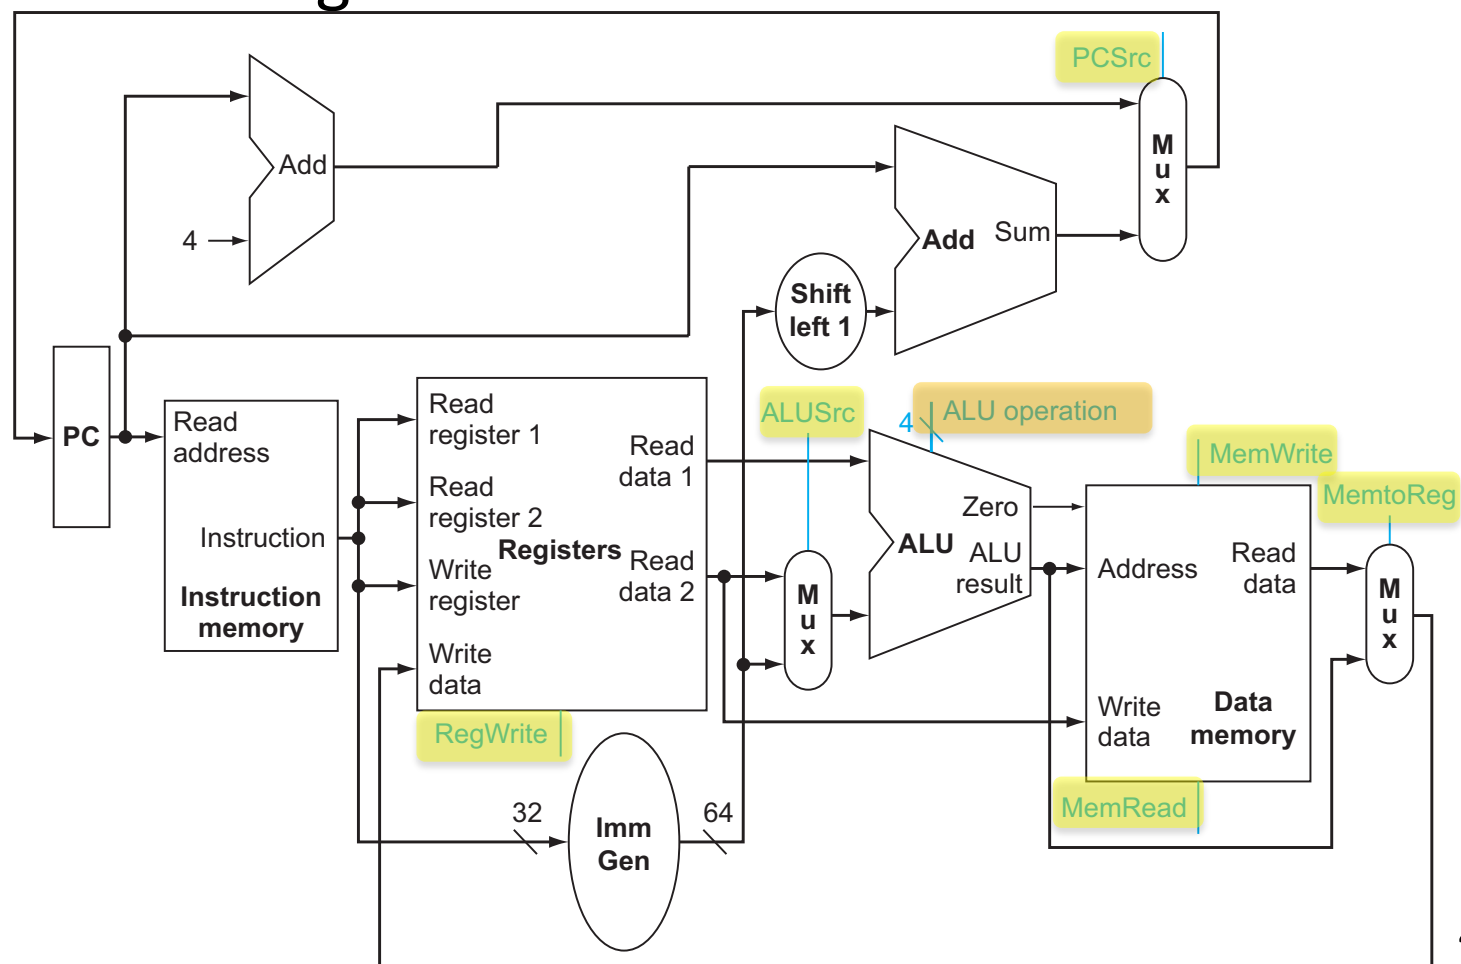 g
PCSrc
M
u
x
Add
4
Add
Sum
Shift
left 1
PC
Read
address
Instruction
Instruction
memory
Read
register 1
Read
register 2
Registers
Write
register
Write
data
Read
data 1
Read
data 2
RegWrite
32
Imm
Gen
64
ALUSrc
M
u
x
4
ALU operation
Zero
ALU
ALU
result
MemWrite
MemtoReg
Address
Read
data
Write
data
Data
memory
MemRead
M
u
x